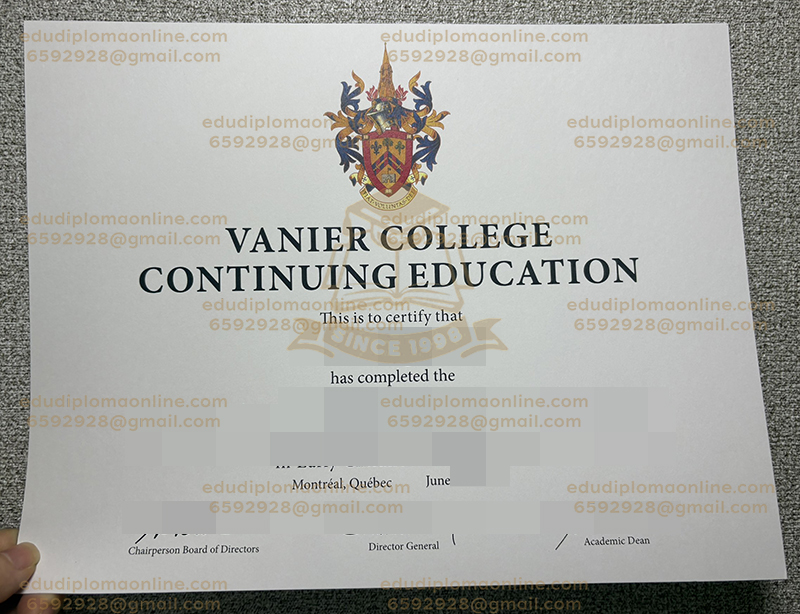 edudiplomaonline.com edudiplomaonline.com
6592928@gmail.com 6592928@gmail.com
edudiplomaonline.com edudiplomaonline.com
6592928@gmail.com 6592928@gmail.com
edudiplomaonline.com edudiplomaonline.com
6592928@gmail.com 6592928@gmail.com
VANIER COLLEGE
CONTINUING EDUCATION
edudiplomaonline.com edudiplomaonline.com
This is to certify that
6592928@gmail.com 6592928@gmail.com
SINCE 1998
has completed the
edudiplomaonline.com edudiplomaonline.com
6592928@gmail.com 6592928@gmail.com
Montréal, Québec June
edudiplomaonline.com edudiplomaonline.com
6592928@gmail.com 6592928@gmail.com
Chairperson Board of Directors Director General Academic Dean
edudiplomaonline.com edudiplomaonline.com
6592928@gmail.com 6592928@gmail.com